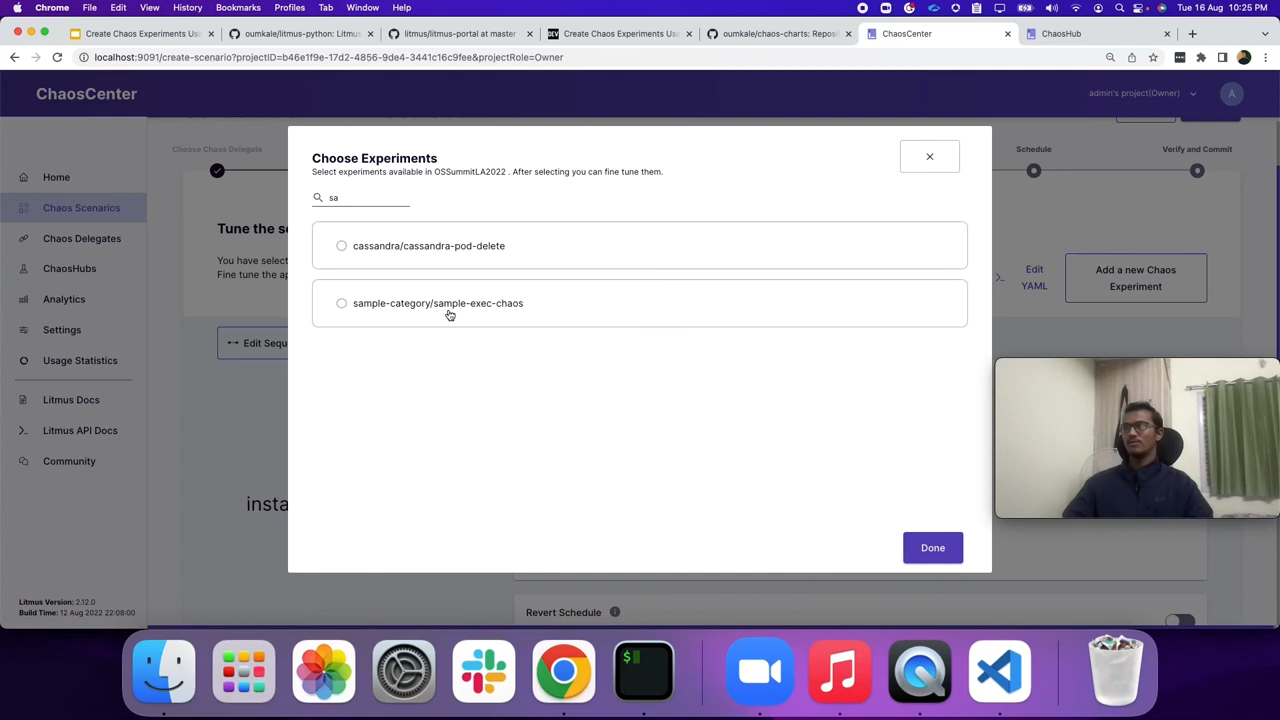 Chrome File Edit View History Bookmarks Profiles Tab Window Help
Tue 16 Aug 10:25 PM
Create Chaos Experiments Usi
oumkale/litmus-python: Litmus
litmus/litmus-portal at master
DEV Create Chaos Experiments Us
oumkale/chaos-charts: Reposi
ChaosCenter
ChaosHub
localhost:9091/create-scenario?projectID=b46e1f9e-17d2-4856-9de4-3441c16c9fee&projectRole=Owner
ChaosCenter
admin's project(Owner)
A
Home
Chaos Scenarios
Chaos Delegates
ChaosHubs
Analytics
Settings
Usage Statistics
Litmus Docs
Litmus API Docs
Community
Litmus Version: 2.12.0
Build Time: 12 Aug 2022 22:08:00
Choose Chaos Delegate
Schedule
Verify and Commit
Tune the s
You have selec
Fine tune the ap
Edit YAML
Add a new Chaos Experiment
Edit Sequ
insta
Revert Schedule
Choose Experiments
Select experiments available in OSSummitLA2022 . After selecting you can fine tune them.
sa
cassandra/cassandra-pod-delete
sample-category/sample-exec-chaos
Done
$